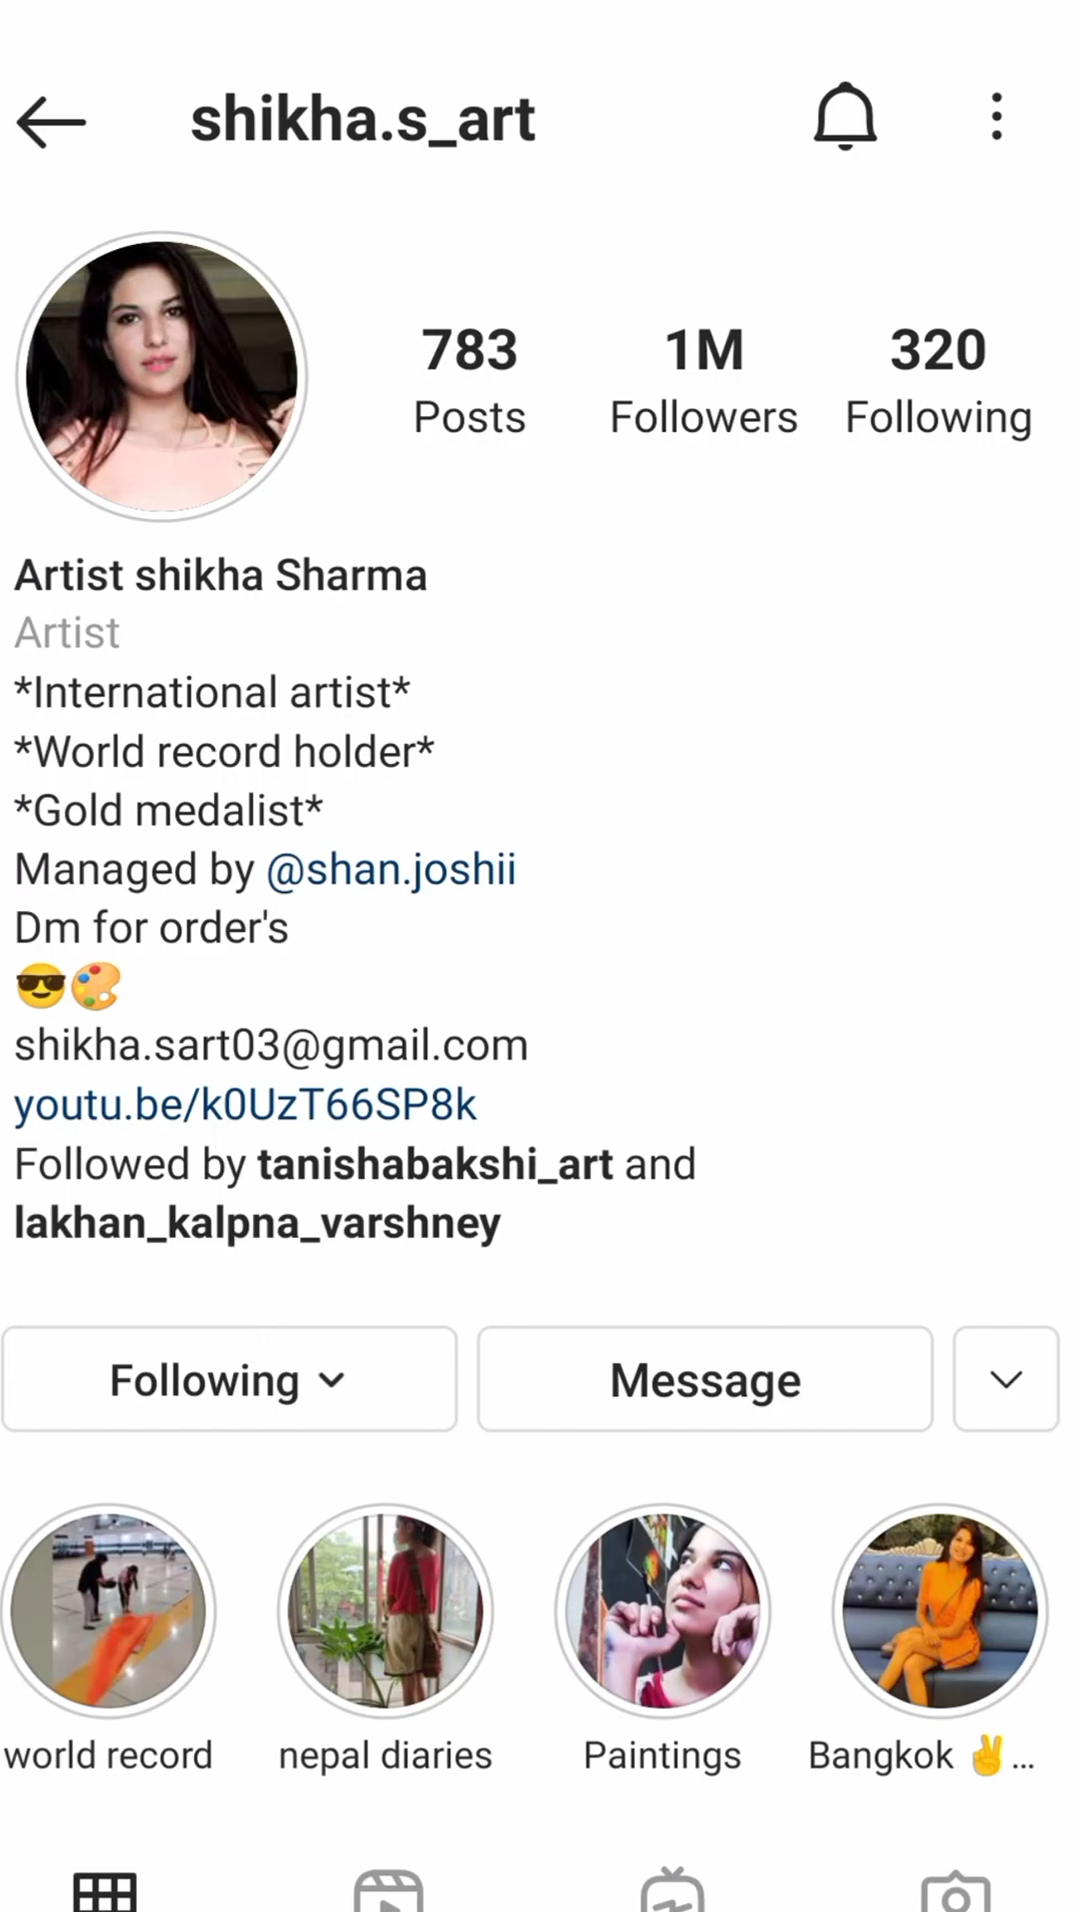 shikha.s_art
783 1M 320
Posts Followers Following
Artist shikha Sharma
Artist
*International artist*
*World record holder*
*Gold medalist*
Managed by @shan.joshii
Dm for order's
😎🎨
shikha.sart03@gmail.com
youtu.be/k0UzT66SP8k
Followed by tanishabakshi_art and
lakhan_kalpna_varshney
Following Message
world record nepal diaries Paintings Bangkok ✌️...